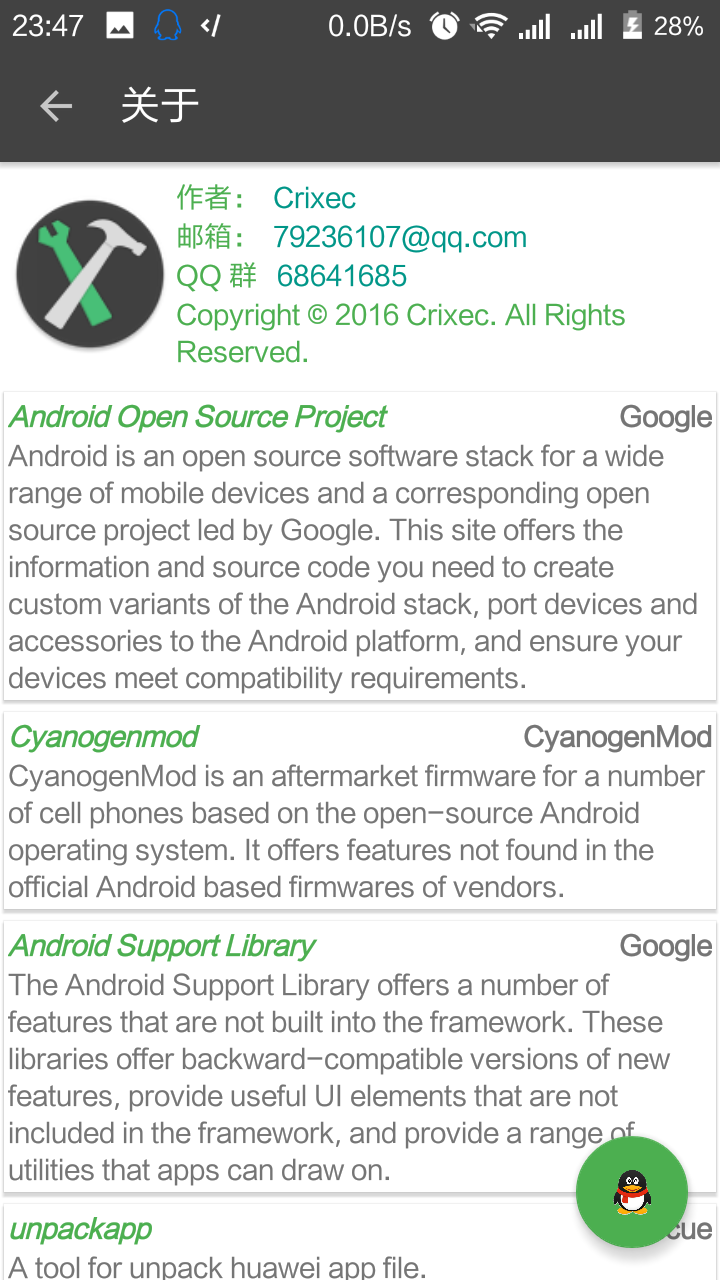 23:47 0.0B/s 28%
关于
作者： Crixec
邮箱： 79236107@qq.com
QQ 群 68641685
Copyright © 2016 Crixec. All Rights
Reserved.
Android Open Source Project Google
Android is an open source software stack for a wide
range of mobile devices and a corresponding open
source project led by Google. This site offers the
information and source code you need to create
custom variants of the Android stack, port devices and
accessories to the Android platform, and ensure your
devices meet compatibility requirements.
Cyanogenmod CyanogenMod
CyanogenMod is an aftermarket firmware for a number
of cell phones based on the open-source Android
operating system. It offers features not found in the
official Android based firmwares of vendors.
Android Support Library Google
The Android Support Library offers a number of
features that are not built into the framework. These
libraries offer backward-compatible versions of new
features, provide useful UI elements that are not
included in the framework, and provide a range of
utilities that apps can draw on.
unpackapp
A tool for unpack huawei app file.